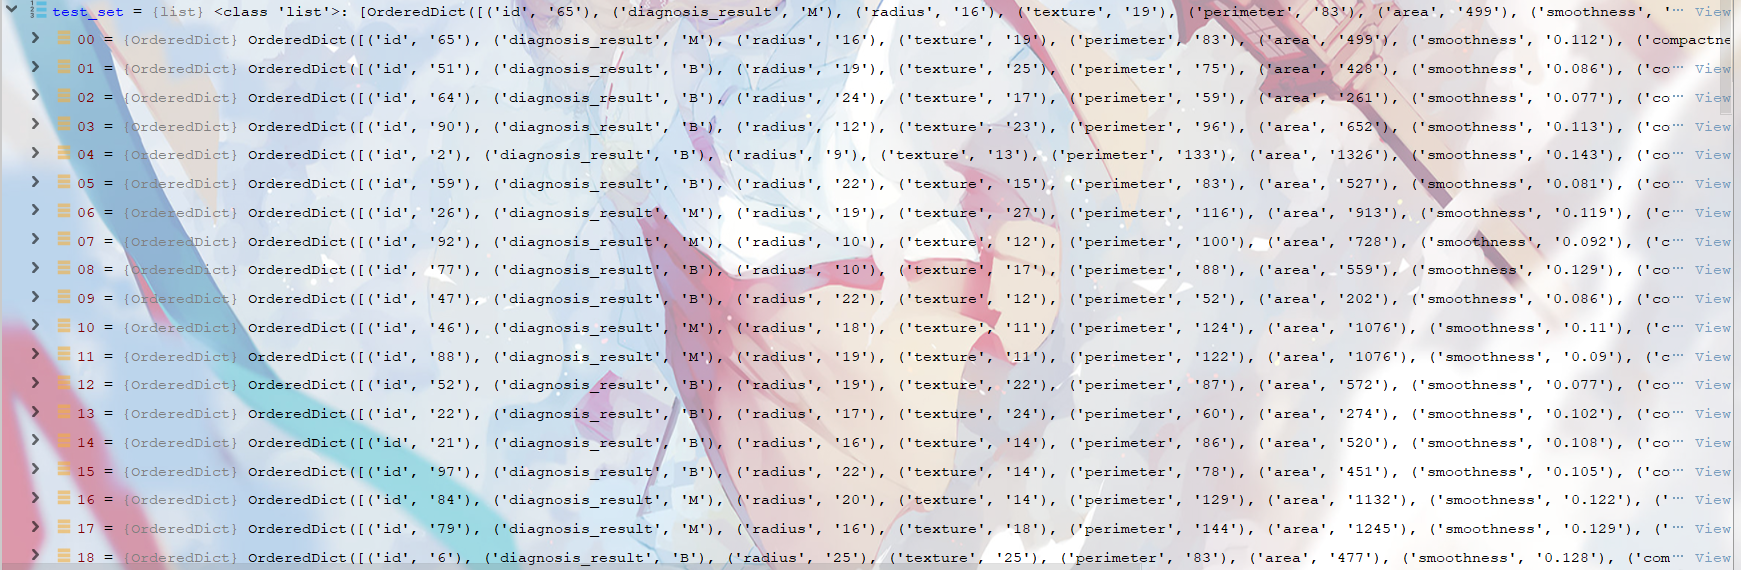 test_set = {list} <class 'list'>: [OrderedDict([('id', '65'), ('diagnosis_result', 'M'), ('radius', '16'), ('texture', '19'), ('perimeter', '83'), ('area', '499'), ('smoothness', '... View
00 = {OrderedDict} OrderedDict([('id', '65'), ('diagnosis_result', 'M'), ('radius', '16'), ('texture', '19'), ('perimeter', '83'), ('area', '499'), ('smoothness', '0.112'), ('compactne
01 = {OrderedDict} OrderedDict([('id', '51'), ('diagnosis_result', 'B'), ('radius', '19'), ('texture', '25'), ('perimeter', '75'), ('area', '428'), ('smoothness', '0.086'), ('co... View
02 = {OrderedDict} OrderedDict([('id', '64'), ('diagnosis_result', 'B'), ('radius', '24'), ('texture', '17'), ('perimeter', '59'), ('area', '261'), ('smoothness', '0.077'), ('co... View
03 = {OrderedDict} OrderedDict([('id', '90'), ('diagnosis_result', 'B'), ('radius', '12'), ('texture', '23'), ('perimeter', '96'), ('area', '652'), ('smoothness', '0.113'), ('co... View
04 = {OrderedDict} OrderedDict([('id', '2'), ('diagnosis_result', 'B'), ('radius', '9'), ('texture', '13'), ('perimeter', '133'), ('area', '1326'), ('smoothness', '0.143'), ('co... View
05 = {OrderedDict} OrderedDict([('id', '59'), ('diagnosis_result', 'B'), ('radius', '22'), ('texture', '15'), ('perimeter', '83'), ('area', '527'), ('smoothness', '0.081'), ('co... View
06 = {OrderedDict} OrderedDict([('id', '26'), ('diagnosis_result', 'M'), ('radius', '19'), ('texture', '27'), ('perimeter', '116'), ('area', '913'), ('smoothness', '0.119'), ('c... View
07 = {OrderedDict} OrderedDict([('id', '92'), ('diagnosis_result', 'M'), ('radius', '10'), ('texture', '12'), ('perimeter', '100'), ('area', '728'), ('smoothness', '0.092'), ('c... View
08 = {OrderedDict} OrderedDict([('id', '77'), ('diagnosis_result', 'B'), ('radius', '10'), ('texture', '17'), ('perimeter', '88'), ('area', '559'), ('smoothness', '0.129'), ('co... View
09 = {OrderedDict} OrderedDict([('id', '47'), ('diagnosis_result', 'B'), ('radius', '22'), ('texture', '12'), ('perimeter', '52'), ('area', '202'), ('smoothness', '0.086'), ('co... View
10 = {OrderedDict} OrderedDict([('id', '46'), ('diagnosis_result', 'M'), ('radius', '18'), ('texture', '11'), ('perimeter', '124'), ('area', '1076'), ('smoothness', '0.11'), ('c... View
11 = {OrderedDict} OrderedDict([('id', '88'), ('diagnosis_result', 'M'), ('radius', '19'), ('texture', '11'), ('perimeter', '122'), ('area', '1076'), ('smoothness', '0.09'), ('c... View
12 = {OrderedDict} OrderedDict([('id', '52'), ('diagnosis_result', 'B'), ('radius', '19'), ('texture', '22'), ('perimeter', '87'), ('area', '572'), ('smoothness', '0.077'), ('co... View
13 = {OrderedDict} OrderedDict([('id', '22'), ('diagnosis_result', 'B'), ('radius', '17'), ('texture', '24'), ('perimeter', '60'), ('area', '274'), ('smoothness', '0.102'), ('co... View
14 = {OrderedDict} OrderedDict([('id', '21'), ('diagnosis_result', 'B'), ('radius', '16'), ('texture', '14'), ('perimeter', '86'), ('area', '520'), ('smoothness', '0.108'), ('co... View
15 = {OrderedDict} OrderedDict([('id', '97'), ('diagnosis_result', 'B'), ('radius', '22'), ('texture', '14'), ('perimeter', '78'), ('area', '451'), ('smoothness', '0.105'), ('co... View
16 = {OrderedDict} OrderedDict([('id', '84'), ('diagnosis_result', 'M'), ('radius', '20'), ('texture', '14'), ('perimeter', '129'), ('area', '1132'), ('smoothness', '0.122'), ('... View
17 = {OrderedDict} OrderedDict([('id', '79'), ('diagnosis_result', 'M'), ('radius', '16'), ('texture', '18'), ('perimeter', '144'), ('area', '1245'), ('smoothness', '0.129'), ('... View
18 = {OrderedDict} OrderedDict([('id', '6'), ('diagnosis_result', 'B'), ('radius', '25'), ('texture', '25'), ('perimeter', '83'), ('area', '477'), ('smoothness', '0.128'), ('com... View